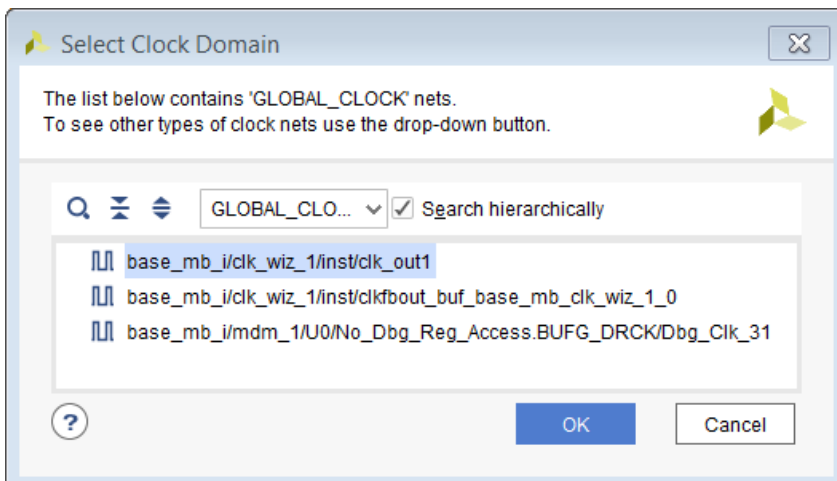 Select Clock Domain
The list below contains 'GLOBAL_CLOCK' nets.
To see other types of clock nets use the drop-down button.
GLOBAL_CLO... Search hierarchically
base_mb_i/clk_wiz_1/inst/clk_out1
base_mb_i/clk_wiz_1/inst/clkfbout_buf_base_mb_clk_wiz_1_0
base_mb_i/mdm_1/U0/No_Dbg_Reg_Access.BUFG_DRCK/Dbg_Clk_31
? OK Cancel